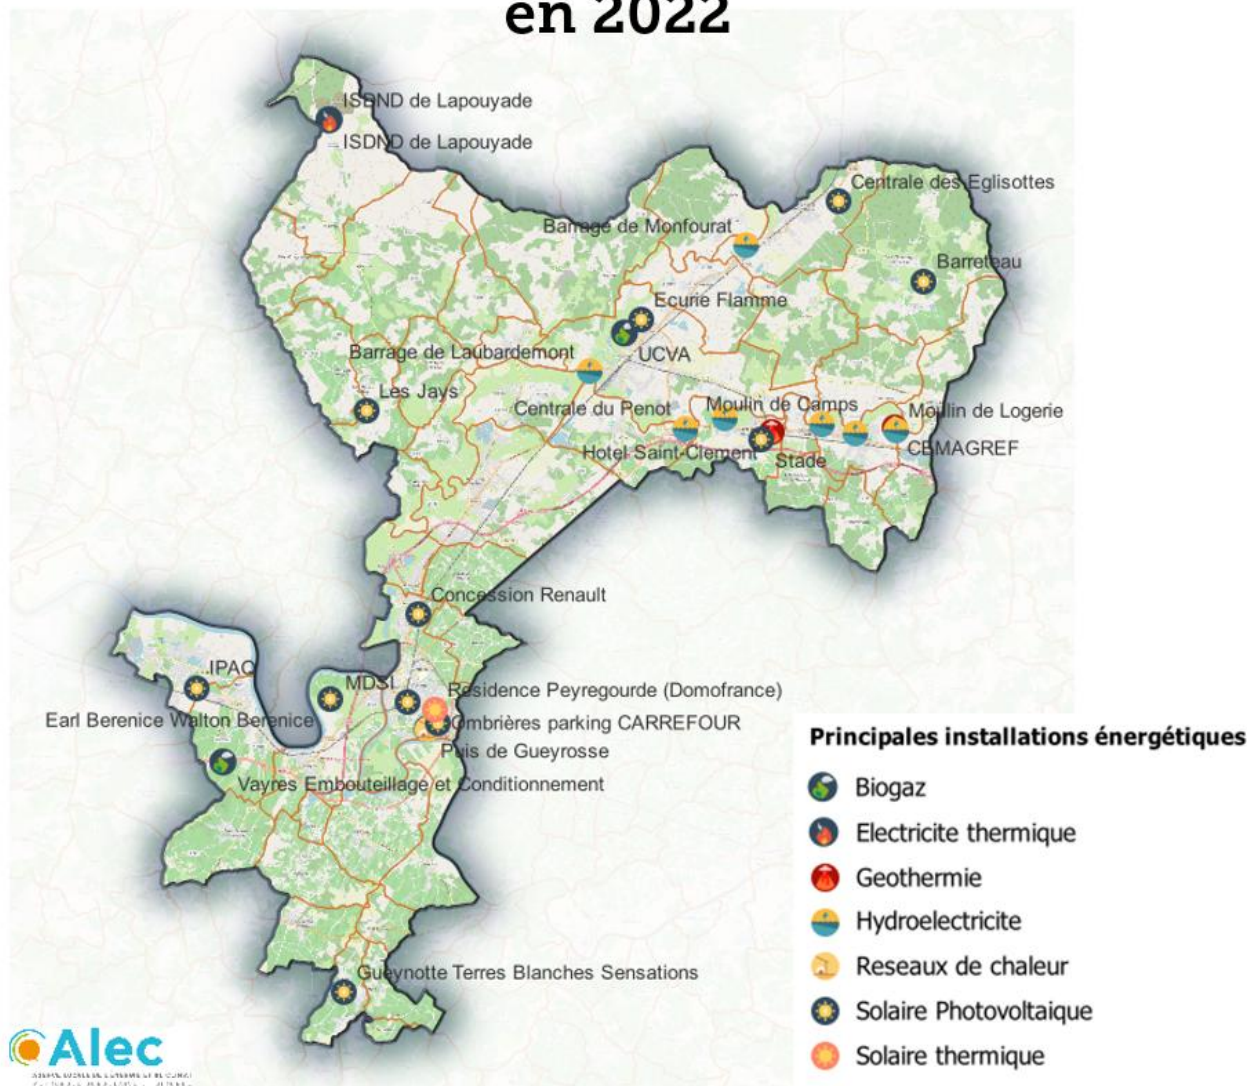 en 2022
ISDND de Lapouyade
ISDND de Lapouyade
Centrale des Eglisottes
Barrage de Monfourat
Barreteau
Ecurie Flamme
Barrage de Laubardemont
UCVA
Les Jays
Centrale du Penot
Moulin de Camps
Moulin de Logerie
Hotel Saint-Clement
Stade
CEMAGREF
Concession Renault
IPAC
MDSI
Résidence Peyregourde (Domofrance)
Earl Berenice Walton Berenice
Ombrières parking CARREFOUR
Puis de Gueyrosse
Vayres Embouteillage et Conditionnement
Gueynotte Terres Blanches Sensations
Principales installations énergétiques
Biogaz
Electricite thermique
Geothermie
Hydroelectricite
Reseaux de chaleur
Solaire Photovoltaique
Solaire thermique
Alec